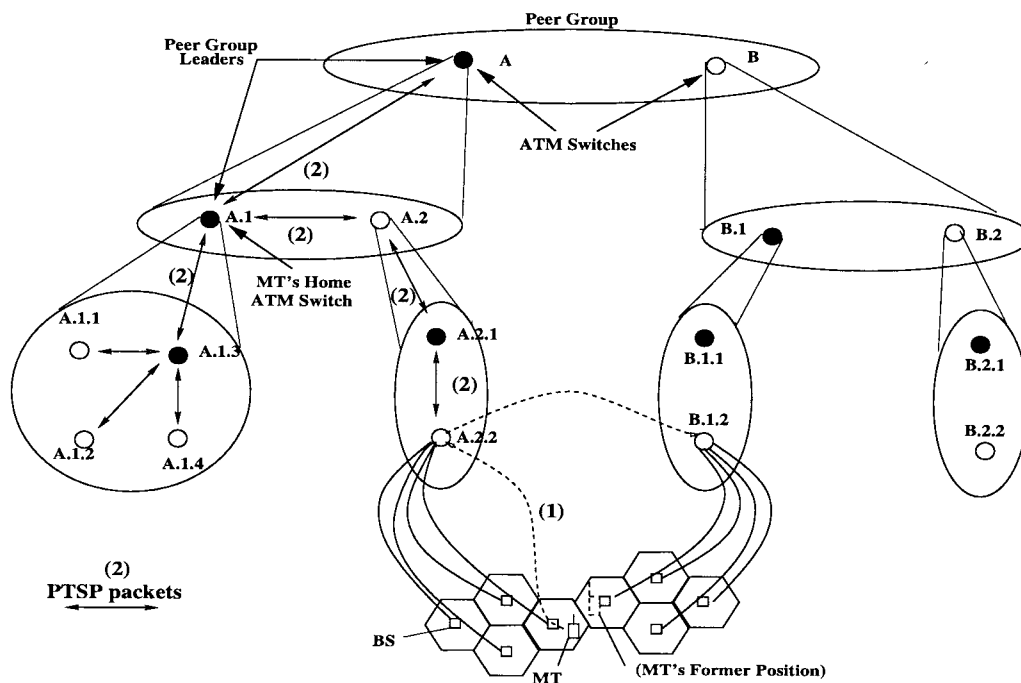 Peer Group
Peer Group
Leaders
A
B
ATM Switches
(2)
A.1
(2)
A.2
B.1
B.2
(2)
MT's Home
ATM Switch
(2)
A.1.1
A.1.3
A.2.1
B.1.1
B.2.1
(2)
A.1.2
A.1.4
A.2.2
B.1.2
B.2.2
(1)
(2)
PTSP packets
BS
MT
(MT's Former Position)